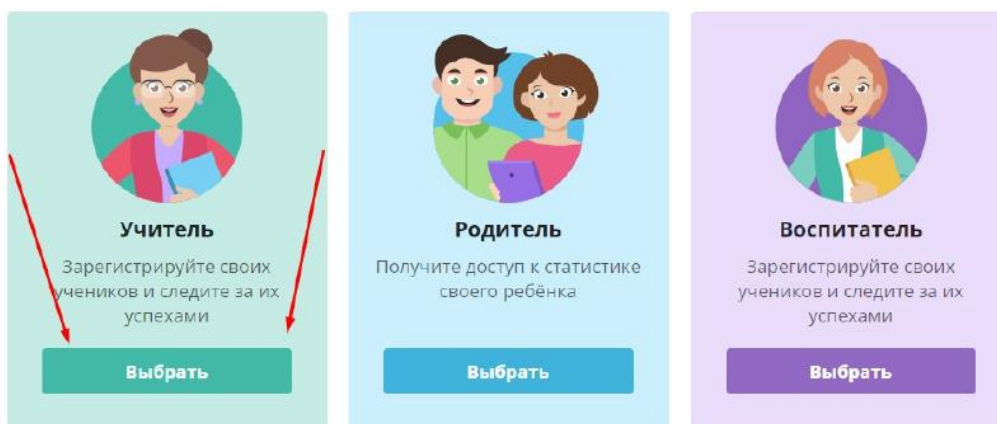 Учитель
Зарегистрируйте своих
учеников и следите за их
успехами
Выбрать
Родитель
Получите доступ к статистике
своего ребёнка
Выбрать
Воспитатель
Зарегистрируйте своих
учеников и следите за их
успехами
Выбрать